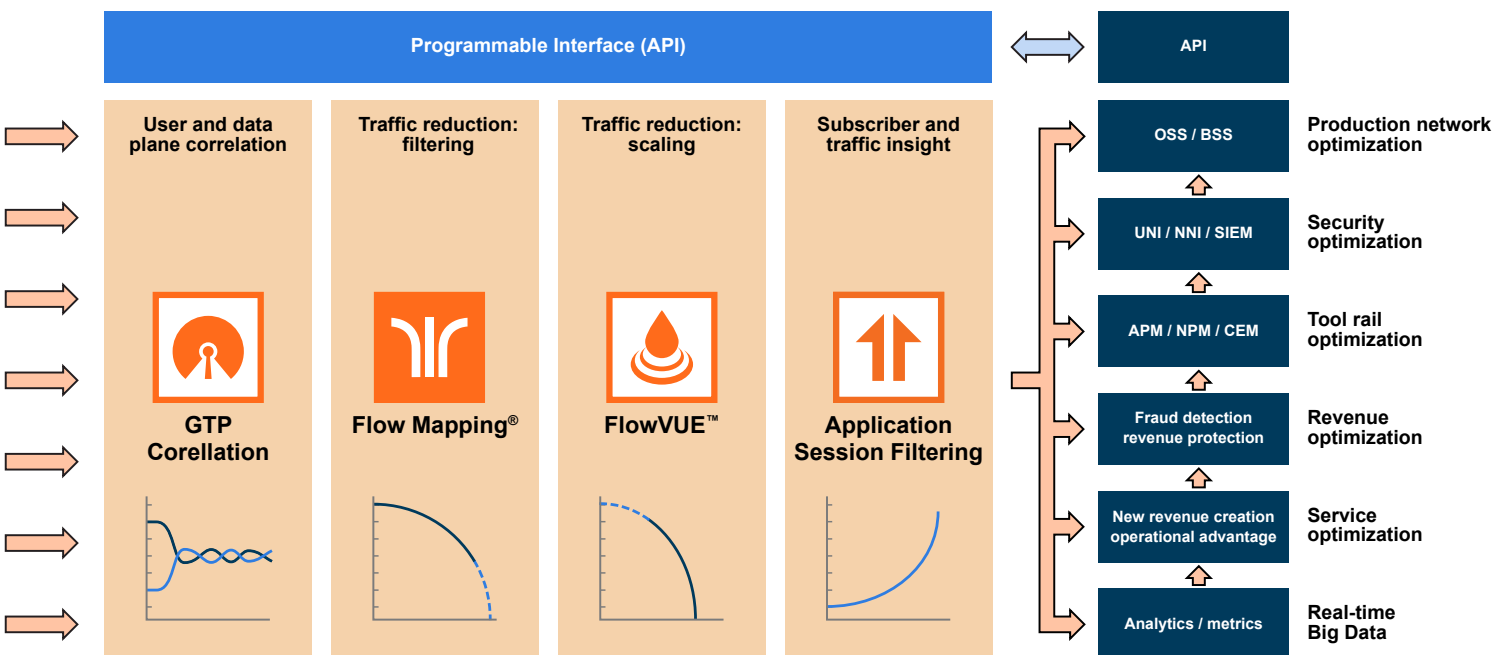 Programmable Interface (API)
API
User and data
plane correlation
Traffic reduction:
filtering
Traffic reduction:
scaling
Subscriber and
traffic insight
GTP
Corellation
Flow Mapping®
FlowVUE™
Application
Session Filtering
OSS / BSS
Production network
optimization
UNI / NNI / SIEM
Security
optimization
APM / NPM / CEM
Tool rail
optimization
Fraud detection
revenue protection
Revenue
optimization
New revenue creation
operational advantage
Service
optimization
Analytics / metrics
Real-time
Big Data